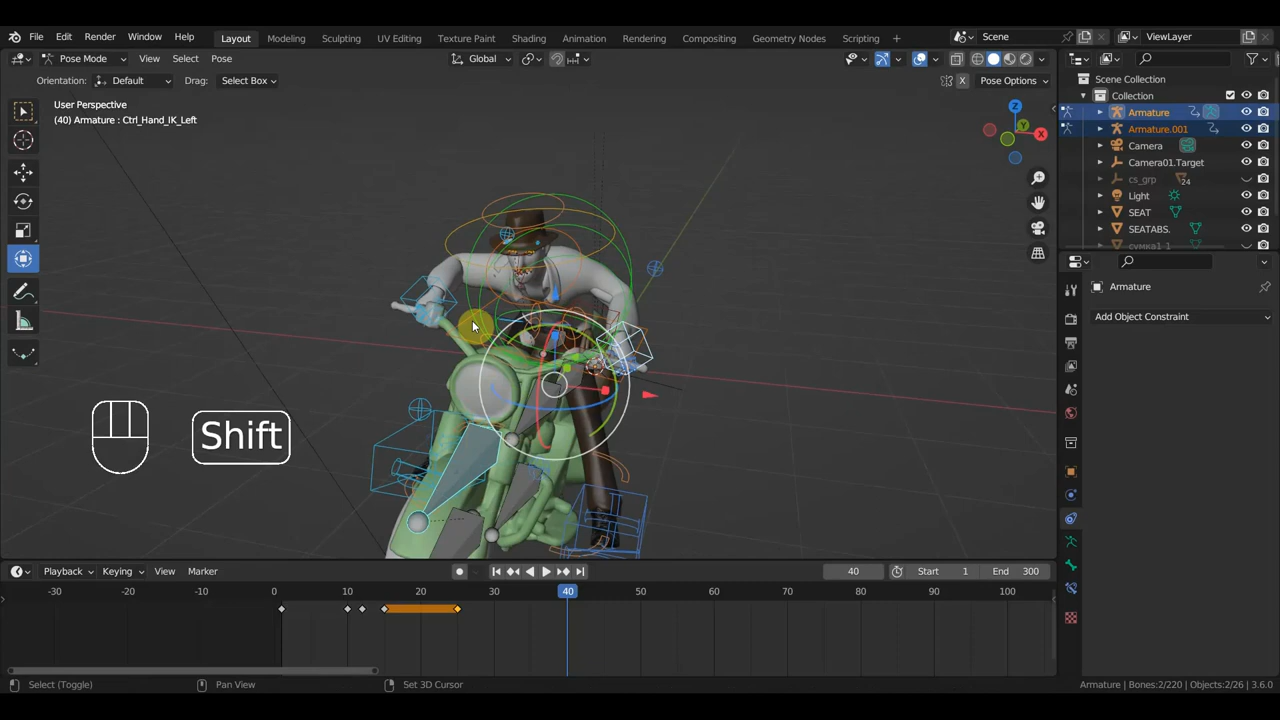 File Edit Render Window Help Layout Modeling Sculpting UV Editing Texture Paint Shading Animation Rendering Compositing Geometry Nodes Scripting + Scene ViewLayer
Pose Mode View Select Pose Global
Orientation: Default Drag: Select Box X Pose Options
User Perspective
(40) Armature : Ctrl_Hand_IK_Left
Z
Y
X
Scene Collection
Collection
Armature
Armature.001
Camera
Camera01.Target
cs_grp 24
Light
SEAT
SEATABS.
сумка1 1
Armature
Add Object Constraint
Shift
Playback Keying View Marker 40 Start 1 End 300
-30 -20 -10 0 10 20 30 40 50 60 70 80 90 100
Select (Toggle) Pan View Set 3D Cursor Armature | Bones:2/220 | Objects:2/26 | 3.6.0